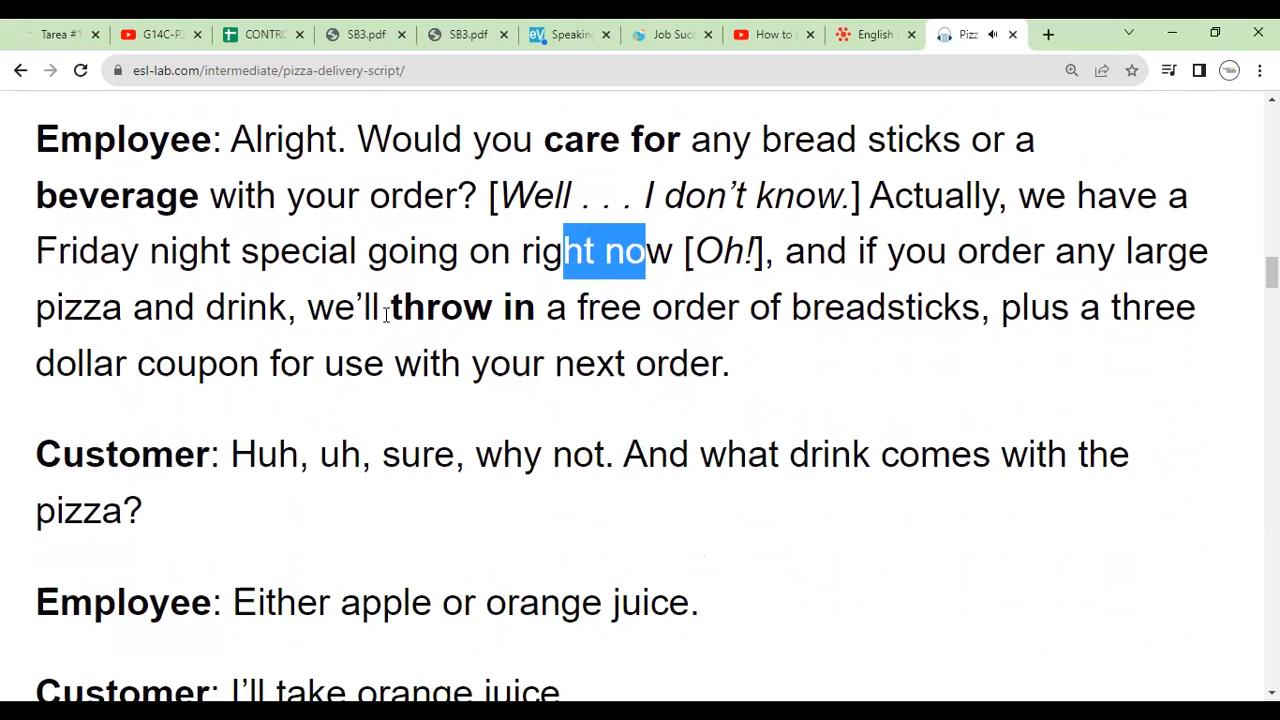 Tarea #1
G14C-P3
CONTRO
SB3.pdf
SB3.pdf
eV Speaking
Job Succ
How to
English
Pizz
esl-lab.com/intermediate/pizza-delivery-script/
Employee: Alright. Would you care for any bread sticks or a
beverage with your order? [Well . . . I don’t know.] Actually, we have a
Friday night special going on right now [Oh!], and if you order any large
pizza and drink, we’ll throw in a free order of breadsticks, plus a three
dollar coupon for use with your next order.
Customer: Huh, uh, sure, why not. And what drink comes with the
pizza?
Employee: Either apple or orange juice.
Customer: I’ll take orange juice